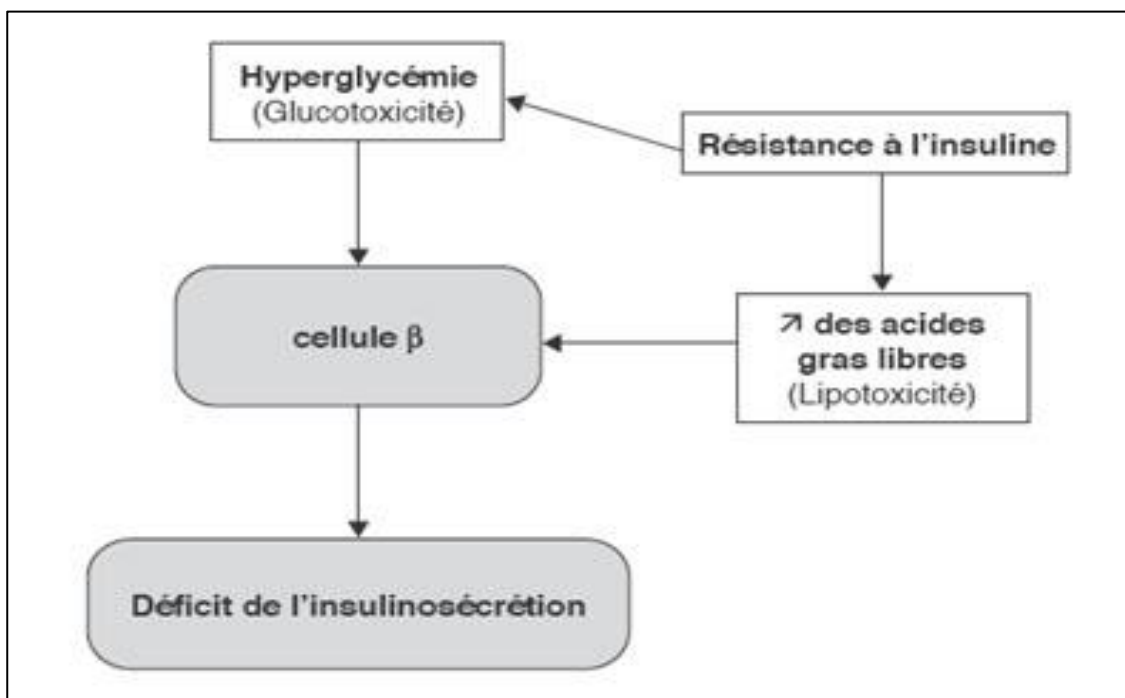 Hyperglycémie
(Glucotoxicité)
Résistance à l'insuline
cellule β
↗ des acides
gras libres
(Lipotoxicité)
Déficit de l'insulinosécrétion